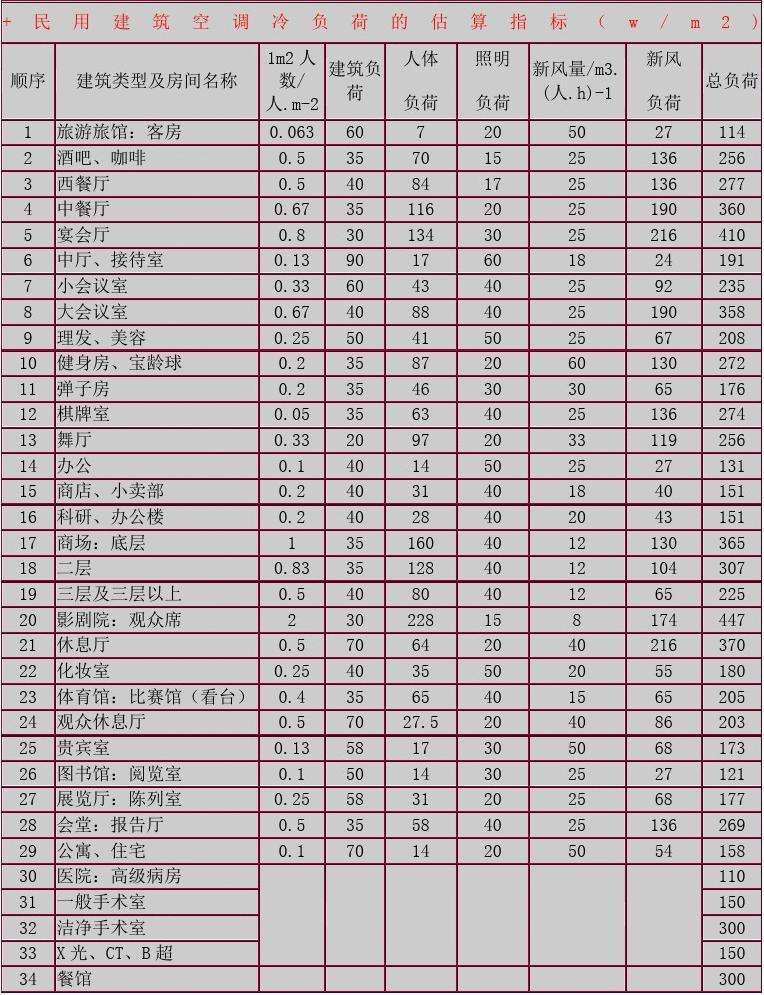 +民用建筑空调冷负荷的估算指标(w/m2)
顺序 建筑类型及房间名称 1m2人数/人.m-2 建筑负荷 人体负荷 照明负荷 新风量/m3.(人.h)-1 新风负荷 总负荷
1 旅游旅馆：客房 0.063 60 7 20 50 27 114
2 酒吧、咖啡 0.5 35 70 15 25 136 256
3 西餐厅 0.5 40 84 17 25 136 277
4 中餐厅 0.67 35 116 20 25 190 360
5 宴会厅 0.8 30 134 30 25 216 410
6 中厅、接待室 0.13 90 17 60 18 24 191
7 小会议室 0.33 60 43 40 25 92 235
8 大会议室 0.67 40 88 40 25 190 358
9 理发、美容 0.25 50 41 50 25 67 208
10 健身房、宝龄球 0.2 35 87 20 60 130 272
11 弹子房 0.2 35 46 30 30 65 176
12 棋牌室 0.05 35 63 40 25 136 274
13 舞厅 0.33 20 97 20 33 119 256
14 办公 0.1 40 14 50 25 27 131
15 商店、小卖部 0.2 40 31 40 18 40 151
16 科研、办公楼 0.2 40 28 40 20 43 151
17 商场：底层 1 35 160 40 12 130 365
18 二层 0.83 35 128 40 12 104 307
19 三层及三层以上 0.5 40 80 40 12 65 225
20 影剧院：观众席 2 30 228 15 8 174 447
21 休息厅 0.5 70 64 20 40 216 370
22 化妆室 0.25 40 35 50 20 55 180
23 体育馆：比赛馆（看台） 0.4 35 65 40 15 65 205
24 观众休息厅 0.5 70 27.5 20 40 86 203
25 贵宾室 0.13 58 17 30 50 68 173
26 图书馆：阅览室 0.1 50 14 30 25 27 121
27 展览厅：陈列室 0.25 58 31 20 25 68 177
28 会堂：报告厅 0.5 35 58 40 25 136 269
29 公寓、住宅 0.1 70 14 20 50 54 158
30 医院：高级病房 110
31 一般手术室 150
32 洁净手术室 300
33 X光、CT、B超 150
34 餐馆 300